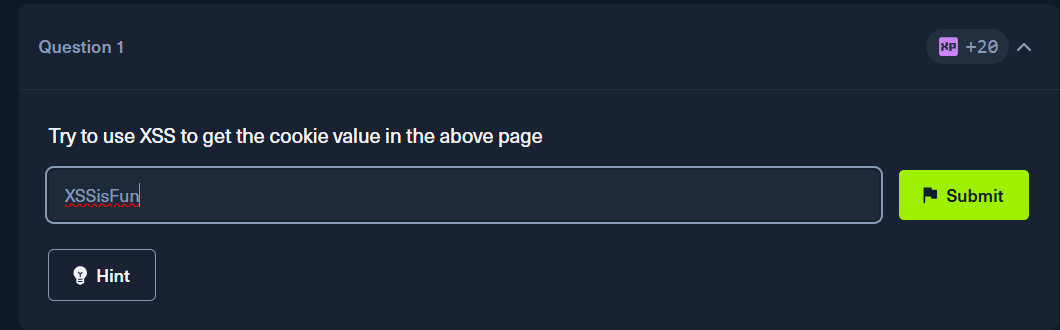 Question 1
XP +20
Try to use XSS to get the cookie value in the above page
XSSisFun
Submit
Hint